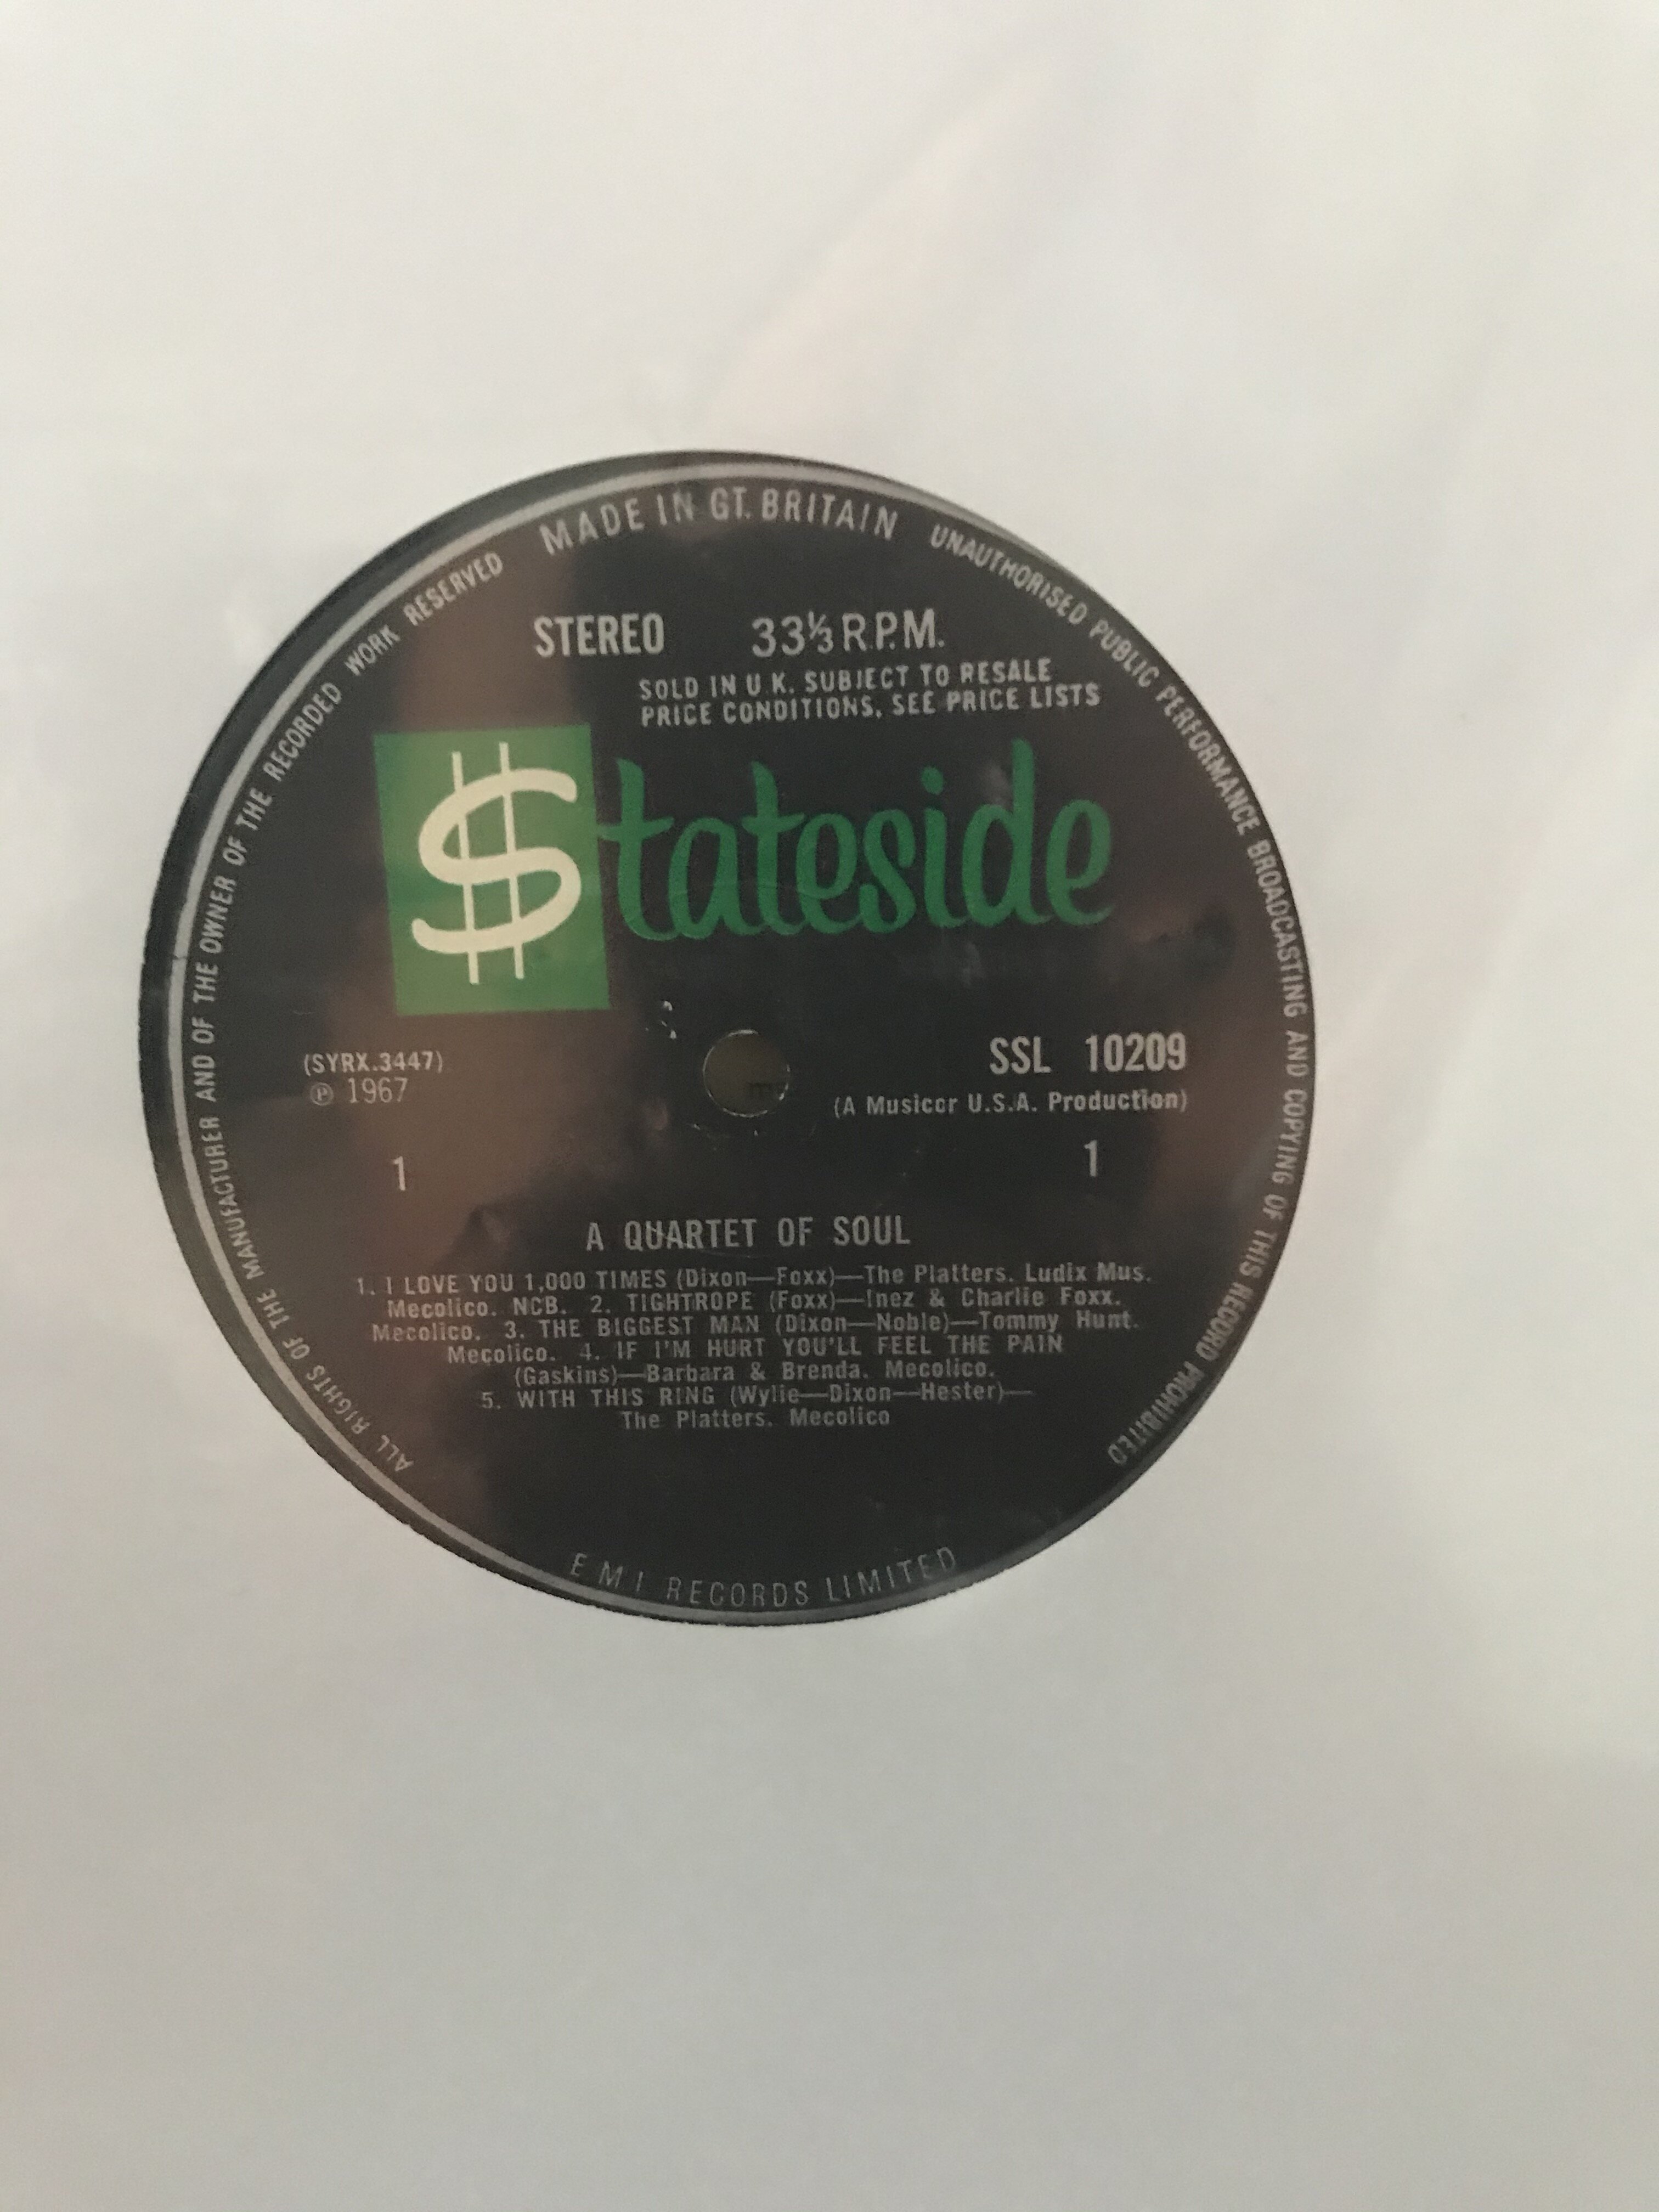 MADE IN GT. BRITAIN
UNAUTHORISED PUBLIC PERFORMANCE BROADCASTING AND COPYING OF THIS RECORD PROHIBITED
ALL RIGHTS OF THE MANUFACTURER AND OF THE OWNER OF THE RECORDED WORK RESERVED
STEREO 33⅓ R.P.M.
SOLD IN U.K. SUBJECT TO RESALE
PRICE CONDITIONS, SEE PRICE LISTS
$tateside
(SYRX.3447) SSL 10209
℗ 1967 (A Musicor U.S.A. Production)
1 1
A QUARTET OF SOUL
1. I LOVE YOU 1,000 TIMES (Dixon—Foxx)—The Platters. Ludix Mus.
Mecolico. NCB. 2. TIGHTROPE (Foxx)—Inez & Charlie Foxx.
Mecolico. 3. THE BIGGEST MAN (Dixon—Noble)—Tommy Hunt.
Mecolico. 4. IF I'M HURT YOU'LL FEEL THE PAIN
(Gaskins)—Barbara & Brenda. Mecolico.
5. WITH THIS RING (Wylie—Dixon—Hester)—
The Platters. Mecolico
E M I RECORDS LIMITED